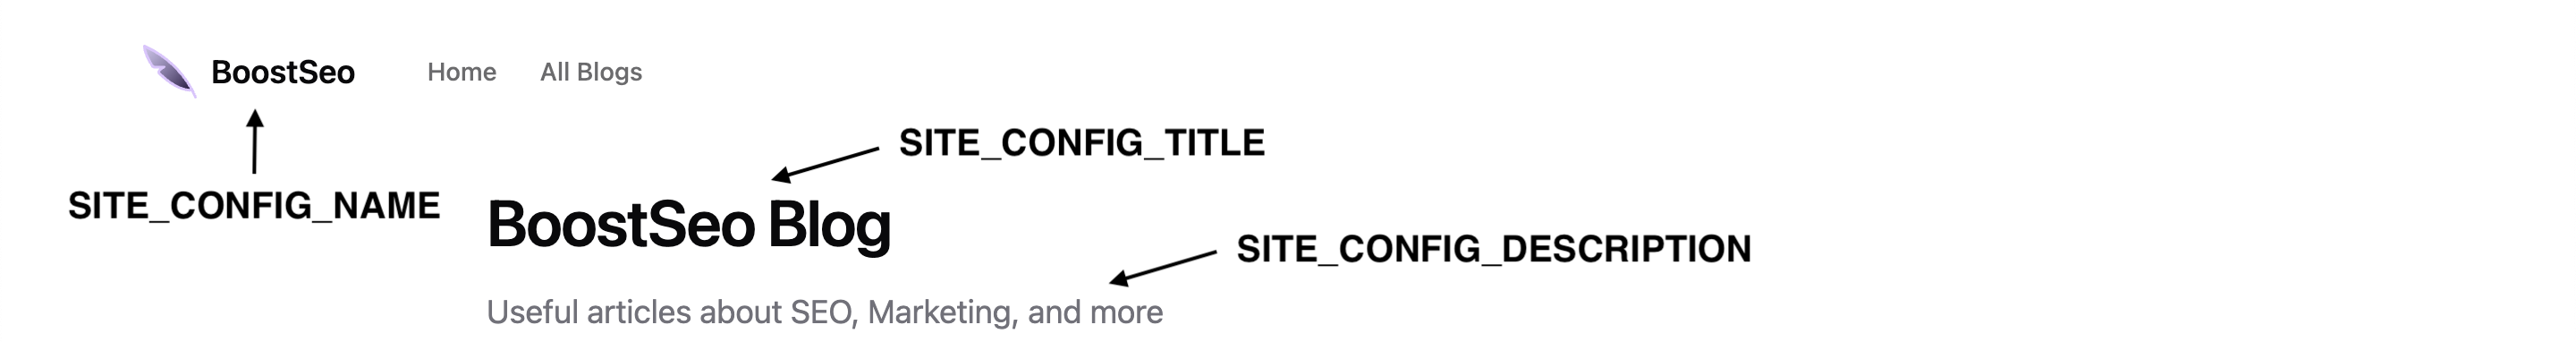 BoostSeo Home All Blogs
SITE_CONFIG_TITLE
SITE_CONFIG_NAME
BoostSeo Blog
SITE_CONFIG_DESCRIPTION
Useful articles about SEO, Marketing, and more